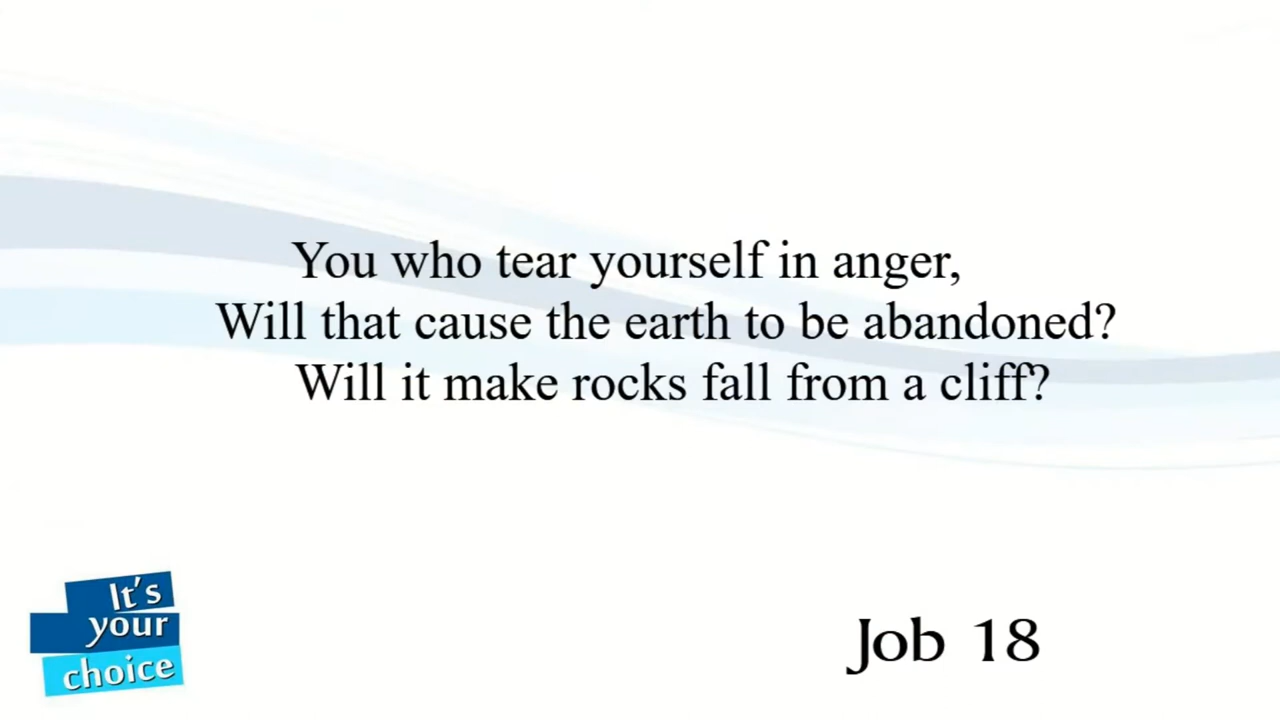 You who tear yourself in anger,
Will that cause the earth to be abandoned?
Will it make rocks fall from a cliff?
It's
your
choice
Job 18